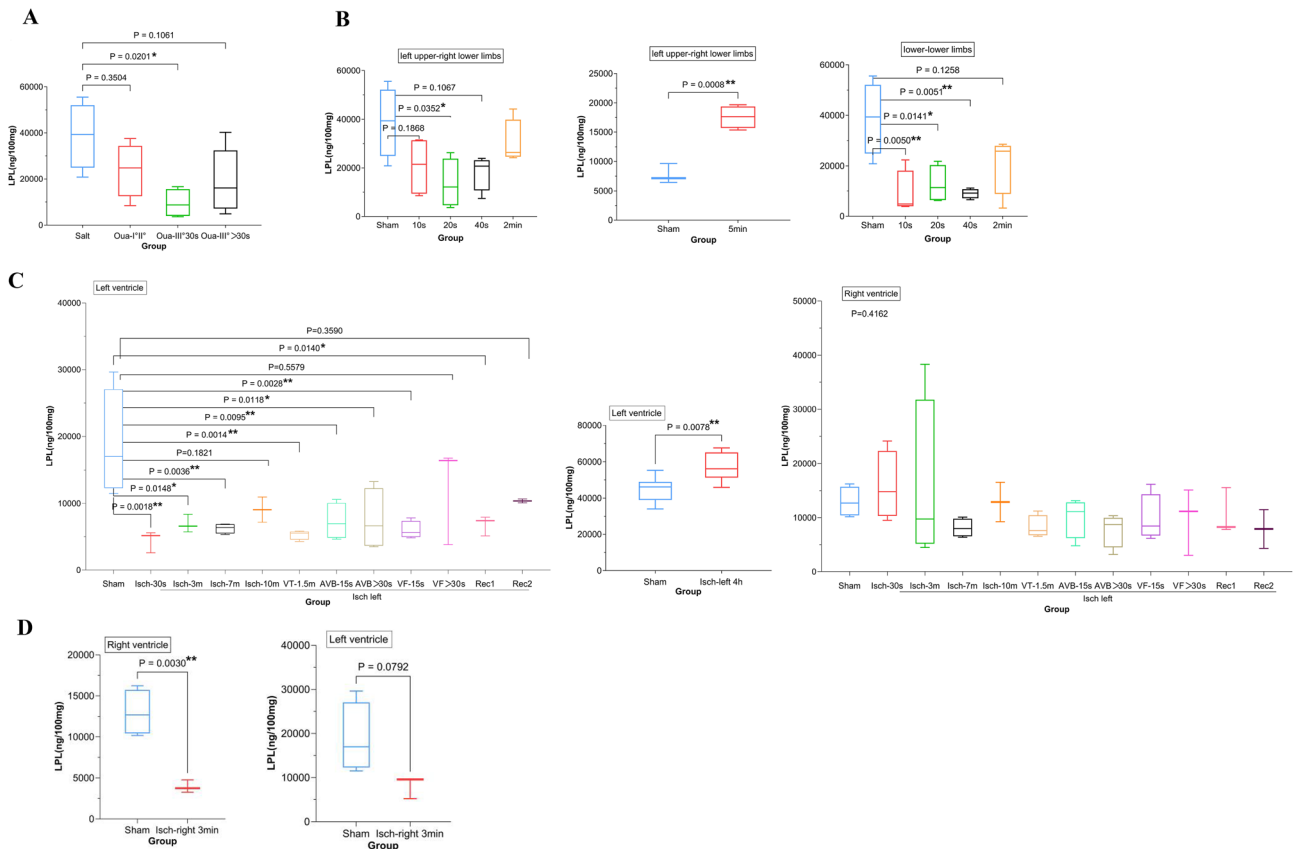 A
P = 0.1061
P = 0.0201*
P = 0.3504
60000
40000
20000
0
LPL(ng/100mg)
Salt
Oua-I°II°
Oua-III°30s
Oua-III°>30s
Group
B
left upper-right lower limbs
60000
40000
20000
0
LPL(ng/100mg)
P = 0.1067
P = 0.0352*
P = 0.1868
Sham
10s
20s
40s
2min
Group
left upper-right lower limbs
25000
20000
15000
10000
5000
0
LPL(ng/100mg)
P = 0.0008**
Sham
5min
Group
lower-lower limbs
60000
40000
20000
0
LPL(ng/100mg)
P = 0.1258
P = 0.0051**
P = 0.0141*
P = 0.0050**
Sham
10s
20s
40s
2min
Group
C
Left ventricle
40000
30000
20000
10000
0
LPL(ng/100mg)
P=0.3590
P = 0.0140*
P=0.5579
P = 0.0028**
P = 0.0118*
P = 0.0095**
P = 0.0014**
P=0.1821
P = 0.0036**
P = 0.0148*
P = 0.0018**
Sham
Isch-30s
Isch-3m
Isch-7m
Isch-10m
VT-1.5m
AVB-15s
AVB>30s
VF-15s
VF>30s
Rec1
Rec2
Isch left
Group
Left ventricle
80000
60000
40000
20000
0
LPL(ng/100mg)
P = 0.0078**
Sham
Isch-left 4h
Group
Right ventricle
P=0.4162
50000
40000
30000
20000
10000
0
LPL(ng/100mg)
Sham
Isch-30s
Isch-3m
Isch-7m
Isch-10m
VT-1.5m
AVB-15s
AVB>30s
VF-15s
VF>30s
Rec1
Rec2
Isch left
Group
D
Right ventricle
20000
15000
10000
5000
0
LPL(ng/100mg)
P = 0.0030**
Sham
Isch-right 3min
Group
Left ventricle
40000
30000
20000
10000
0
LPL(ng/100mg)
P = 0.0792
Sham
Isch-right 3min
Group